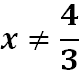 x ≠ 4/3